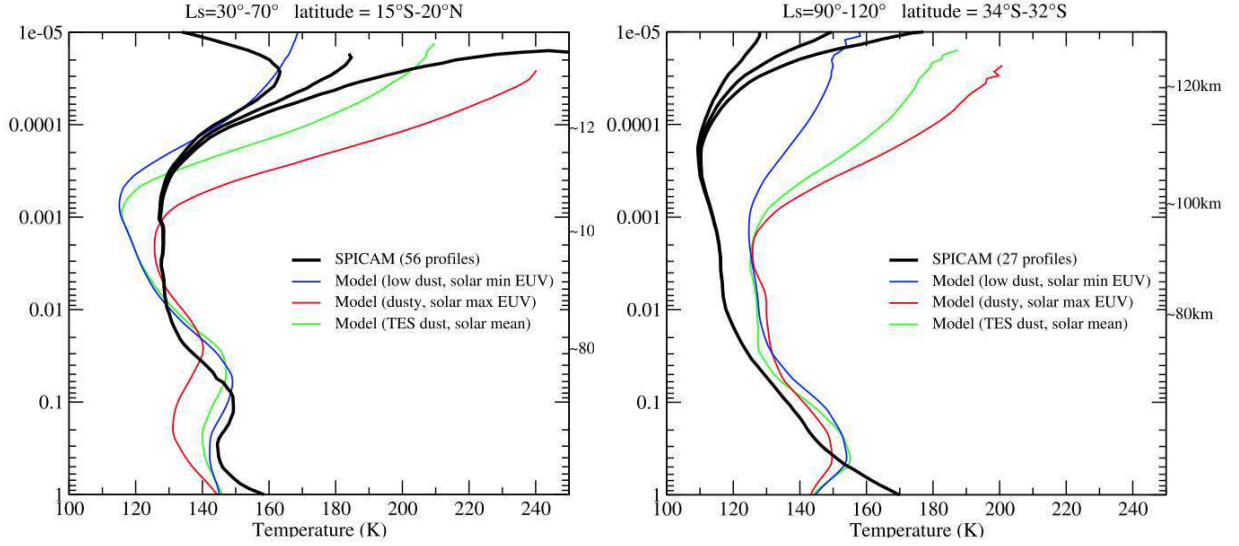 Ls=30°-70° latitude = 15°S-20°N
1e-05
0.0001
0.001
0.01
0.1
1
~12
~10
~80
SPICAM (56 profiles)
Model (low dust, solar min EUV)
Model (dusty, solar max EUV)
Model (TES dust, solar mean)
100 120 140 160 180 200 220 240
Temperature (K)
Ls=90°-120° latitude = 34°S-32°S
1e-05
0.0001
0.001
0.01
0.1
1
~120km
~100km
~80km
SPICAM (27 profiles)
Model (low dust, solar min EUV)
Model (dusty, solar max EUV)
Model (TES dust, solar mean)
100 120 140 160 180 200 220 240
Temperature (K)